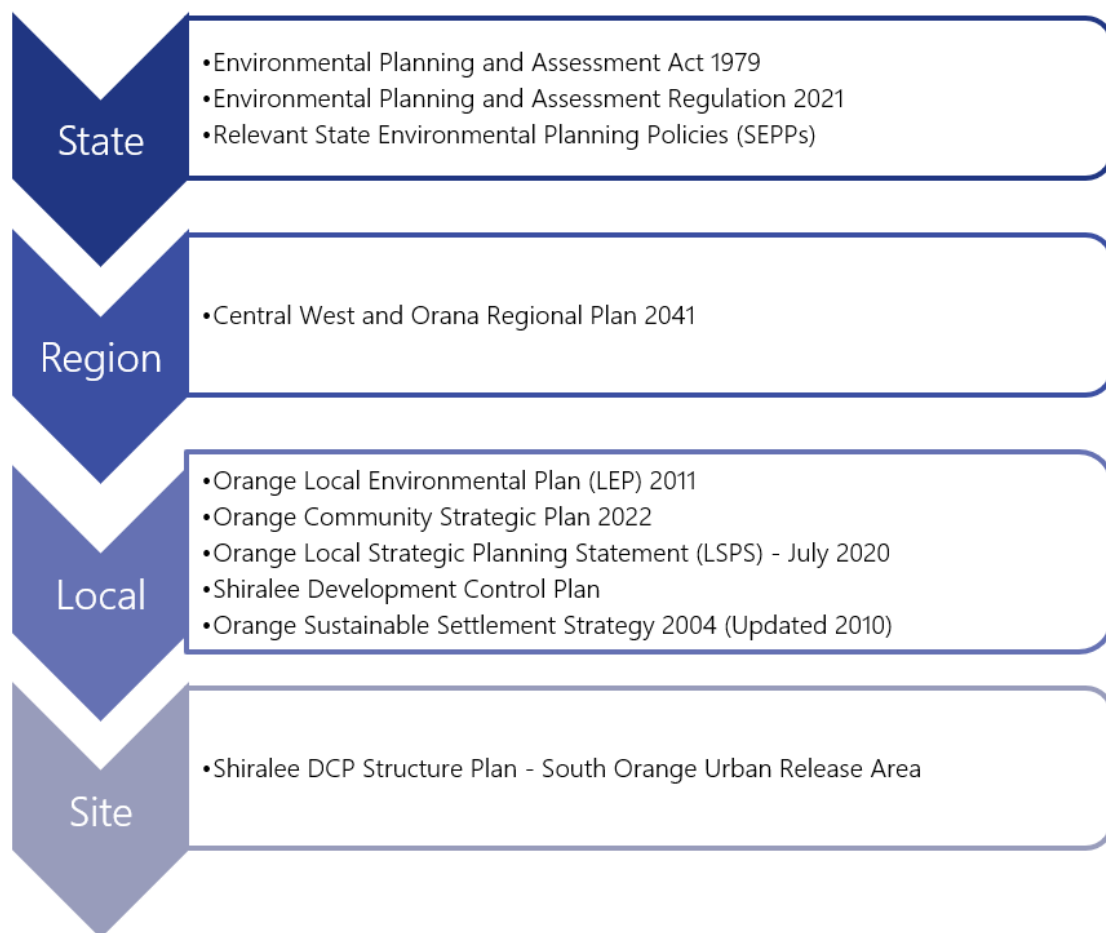 State
•Environmental Planning and Assessment Act 1979
•Environmental Planning and Assessment Regulation 2021
•Relevant State Environmental Planning Policies (SEPPs)
Region
•Central West and Orana Regional Plan 2041
Local
•Orange Local Environmental Plan (LEP) 2011
•Orange Community Strategic Plan 2022
•Orange Local Strategic Planning Statement (LSPS) - July 2020
•Shiralee Development Control Plan
•Orange Sustainable Settlement Strategy 2004 (Updated 2010)
Site
•Shiralee DCP Structure Plan - South Orange Urban Release Area